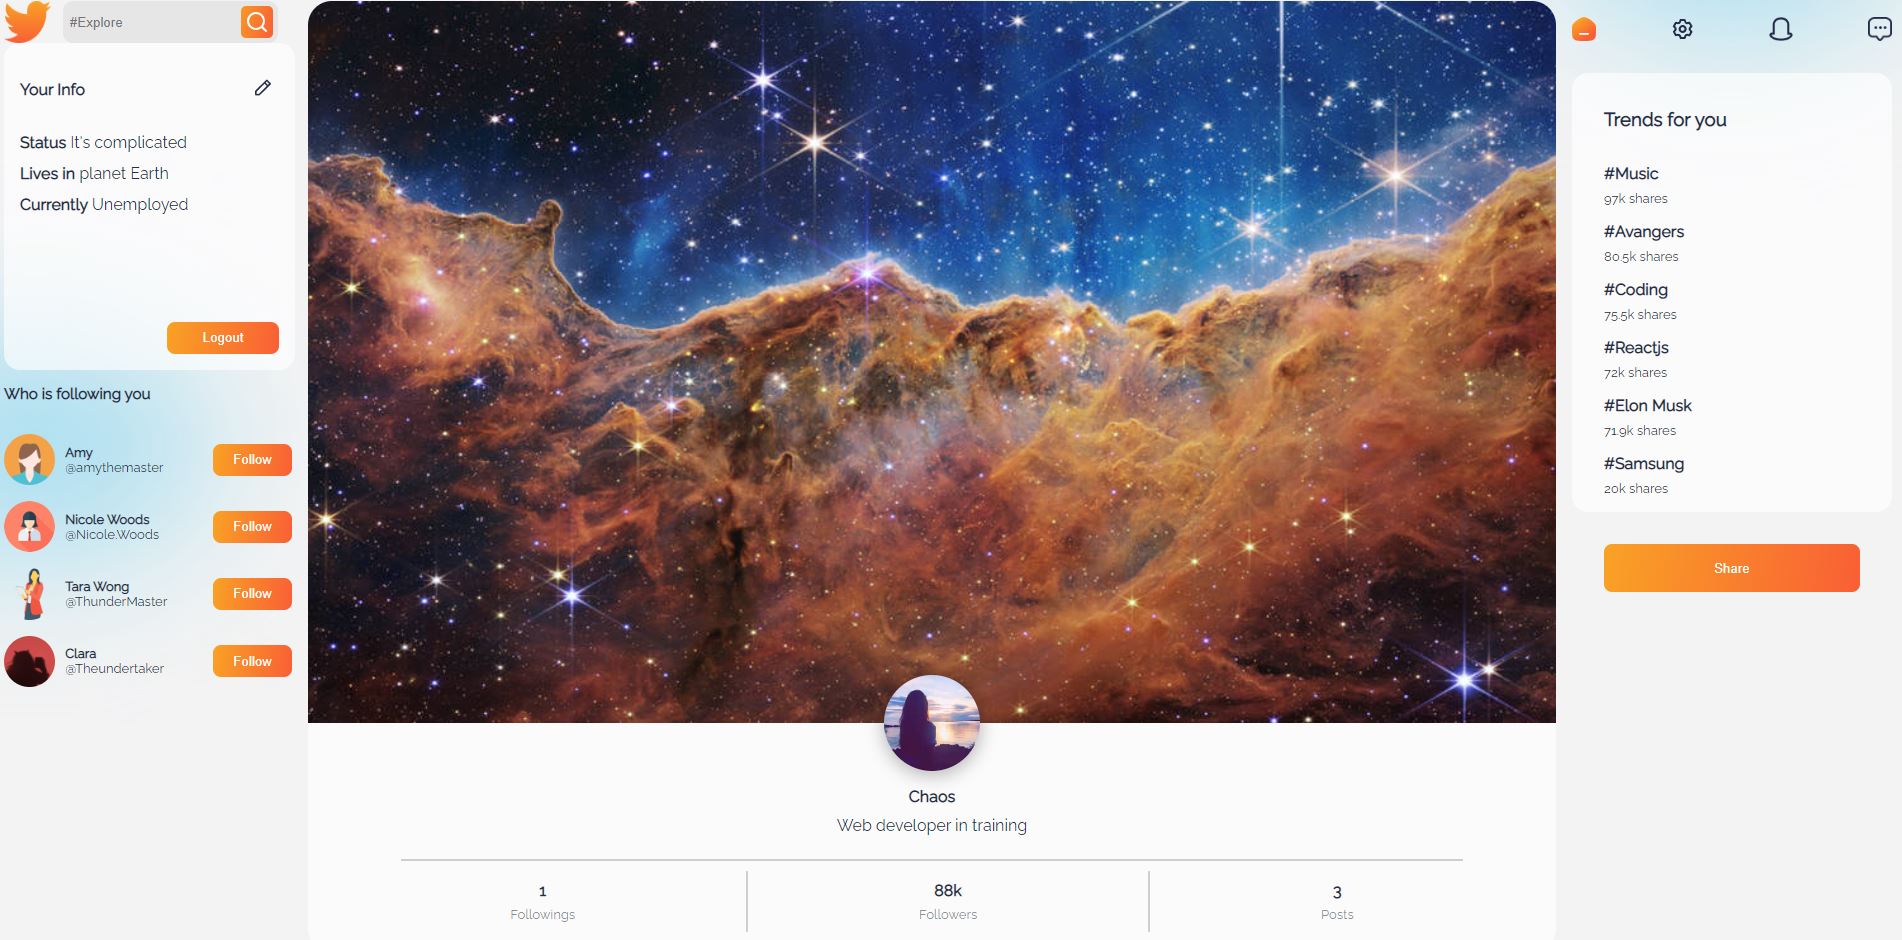 #Explore
Your Info
Status It's complicated
Lives in planet Earth
Currently Unemployed
Logout
Who is following you
Amy
@amythemaster
Follow
Nicole Woods
@Nicole.Woods
Follow
Tara Wong
@ThunderMaster
Follow
Clara
@Theundertaker
Follow
Chaos
Web developer in training
1
Followings
88k
Followers
3
Posts
Trends for you
#Music
97k shares
#Avangers
80.5k shares
#Coding
75.5k shares
#Reactjs
72k shares
#Elon Musk
71.9k shares
#Samsung
20k shares
Share